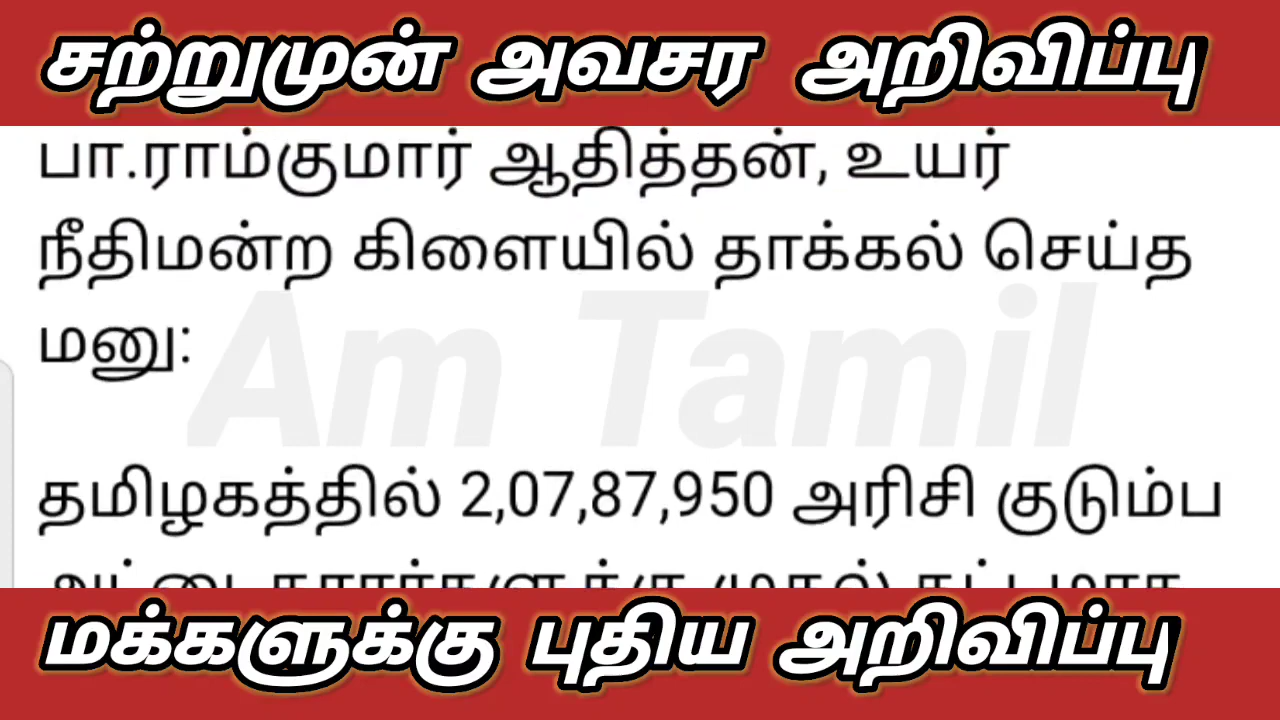 சற்றுமுன் அவசர அறிவிப்பு
பா.ராம்குமார் ஆதித்தன், உயர்
நீதிமன்ற கிளையில் தாக்கல் செய்த
மனு:
Am Tamil
தமிழகத்தில் 2,07,87,950 அரிசி குடும்ப
மக்களுக்கு புதிய அறிவிப்பு